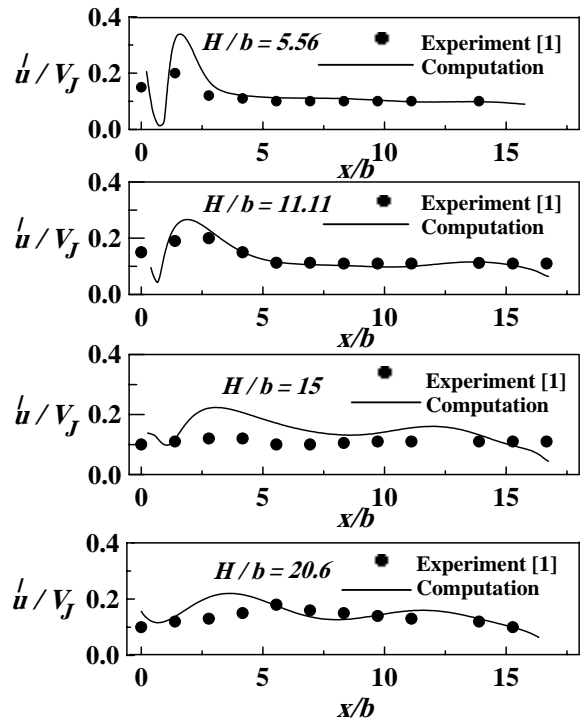 H / b = 5.56
Experiment [1]
Computation
u' / V_J
0.4
0.2
0.0
0 5 10 15
x/b
H / b = 11.11
Experiment [1]
Computation
u' / V_J
0.4
0.2
0.0
0 5 10 15
x/b
H / b = 15
Experiment [1]
Computation
u' / V_J
0.4
0.2
0.0
0 5 10 15
x/b
H / b = 20.6
Experiment [1]
Computation
u' / V_J
0.4
0.2
0.0
0 5 10 15
x/b